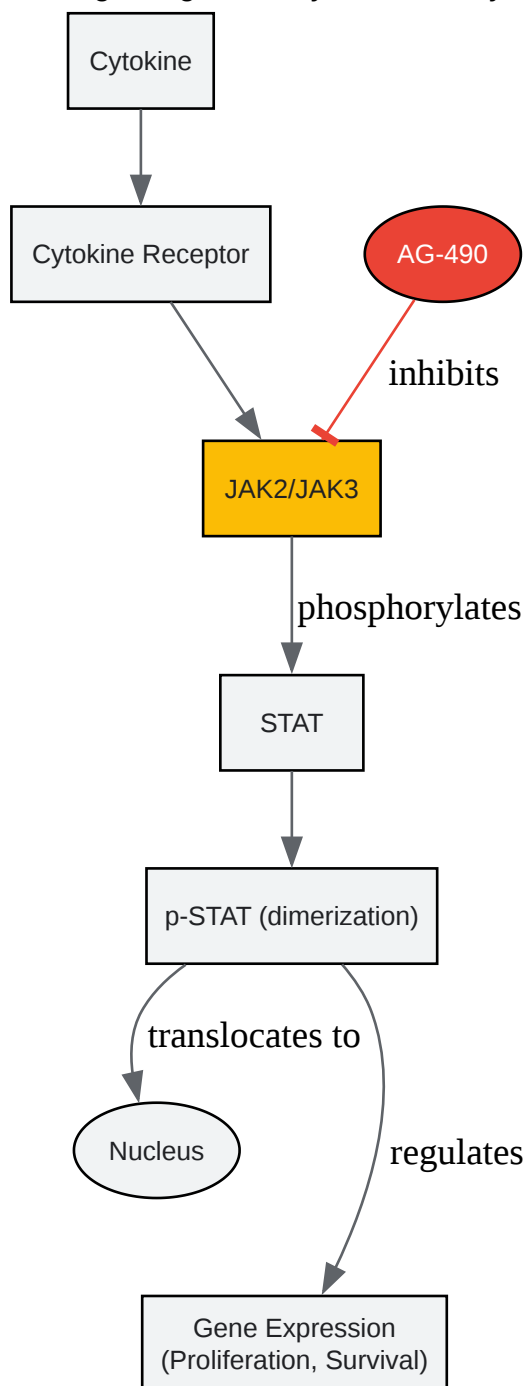 Cytokine
Cytokine Receptor
AG-490
inhibits
JAK2/JAK3
phosphorylates
STAT
p-STAT (dimerization)
translocates to
Nucleus
regulates
Gene Expression
(Proliferation, Survival)